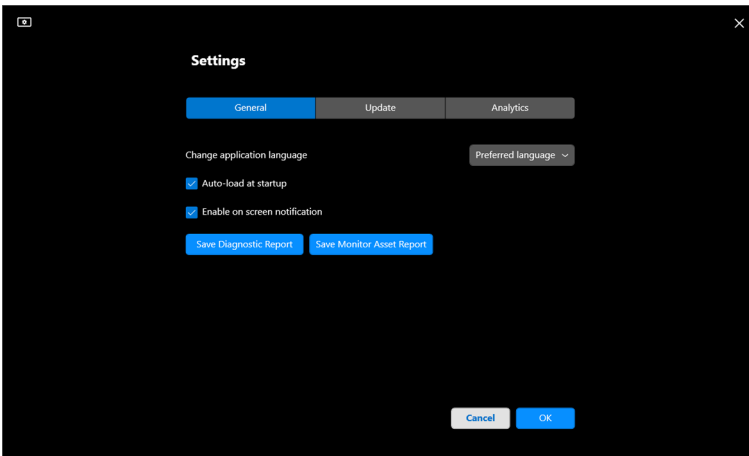 Settings
General
Update
Analytics
Change application language
Preferred language
Auto-load at startup
Enable on screen notification
Save Diagnostic Report
Save Monitor Asset Report
Cancel
OK